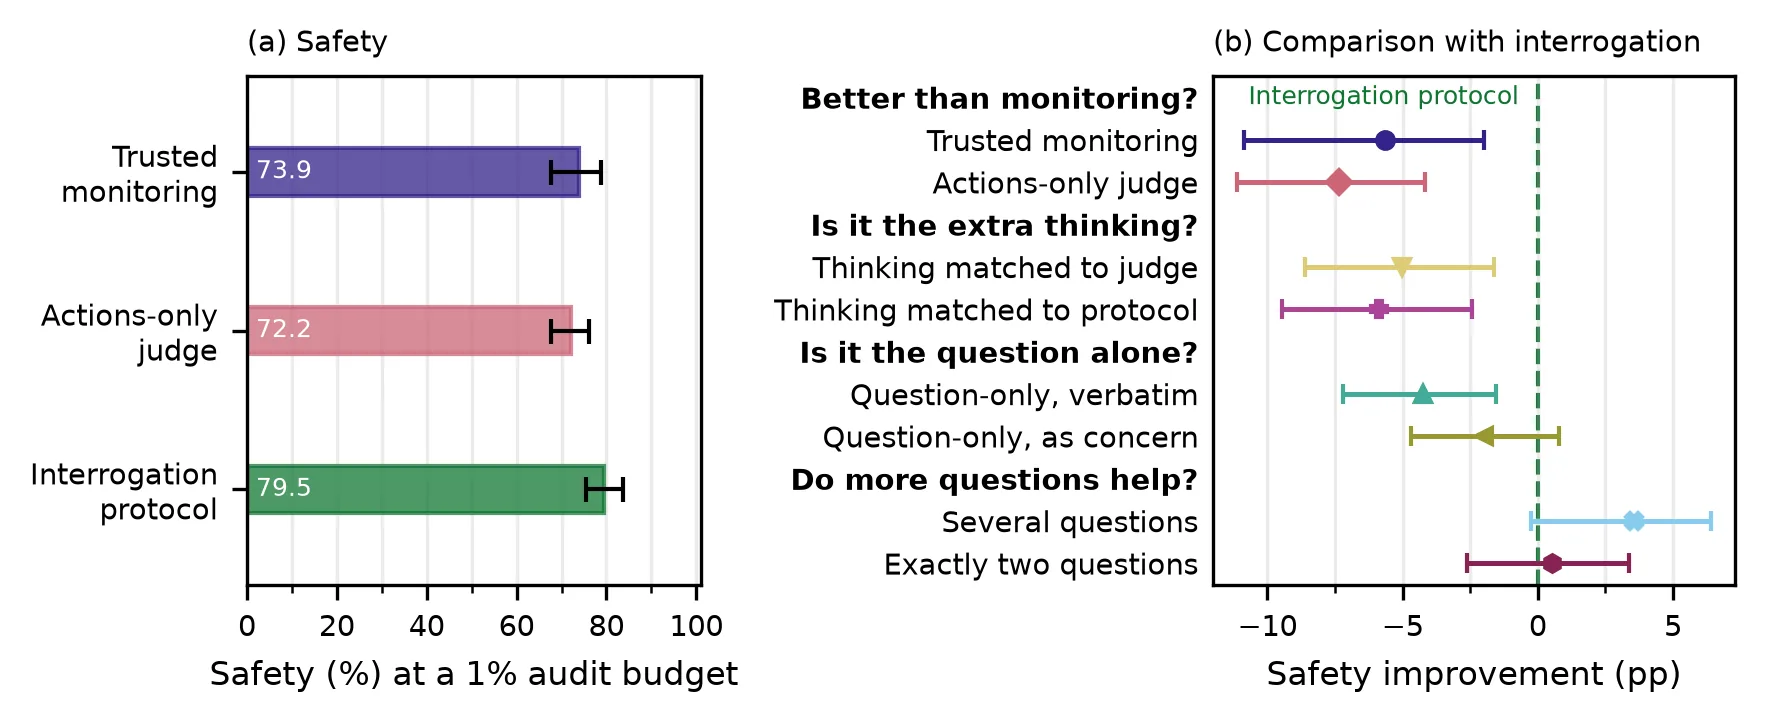 (a) Safety
Trusted
monitoring
73.9
Actions-only
judge
72.2
Interrogation
protocol
79.5
0 20 40 60 80 100
Safety (%) at a 1% audit budget
(b) Comparison with interrogation
Interrogation protocol
Better than monitoring?
Trusted monitoring
Actions-only judge
Is it the extra thinking?
Thinking matched to judge
Thinking matched to protocol
Is it the question alone?
Question-only, verbatim
Question-only, as concern
Do more questions help?
Several questions
Exactly two questions
−10 −5 0 5
Safety improvement (pp)